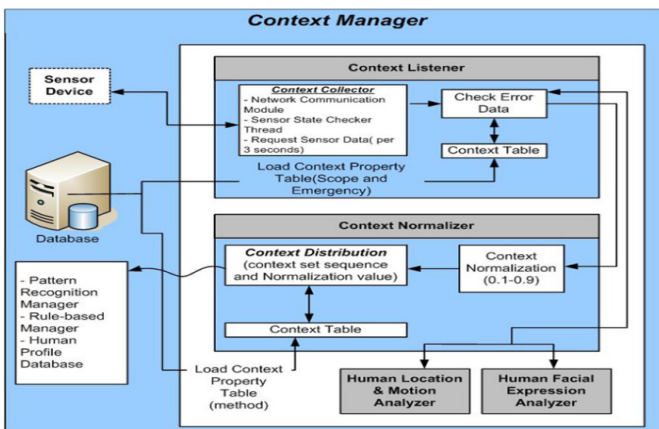 Context Manager
Sensor
Device
Context Listener
Context Collector
- Network Communication
Module
- Sensor State Checker
Thread
- Request Sensor Data( per
3 seconds)
Check Error
Data
Context Table
Load Context Property
Table(Scope and
Emergency)
Database
Context Normalizer
Context Distribution
(context set sequence
and Normalization value)
Context
Normalization
(0.1-0.9)
Context Table
- Pattern
Recognition
Manager
- Rule-based
Manager
- Human
Profile
Database
Load Context
Property
Table
(method)
Human Location
& Motion
Analyzer
Human Facial
Expression
Analyzer